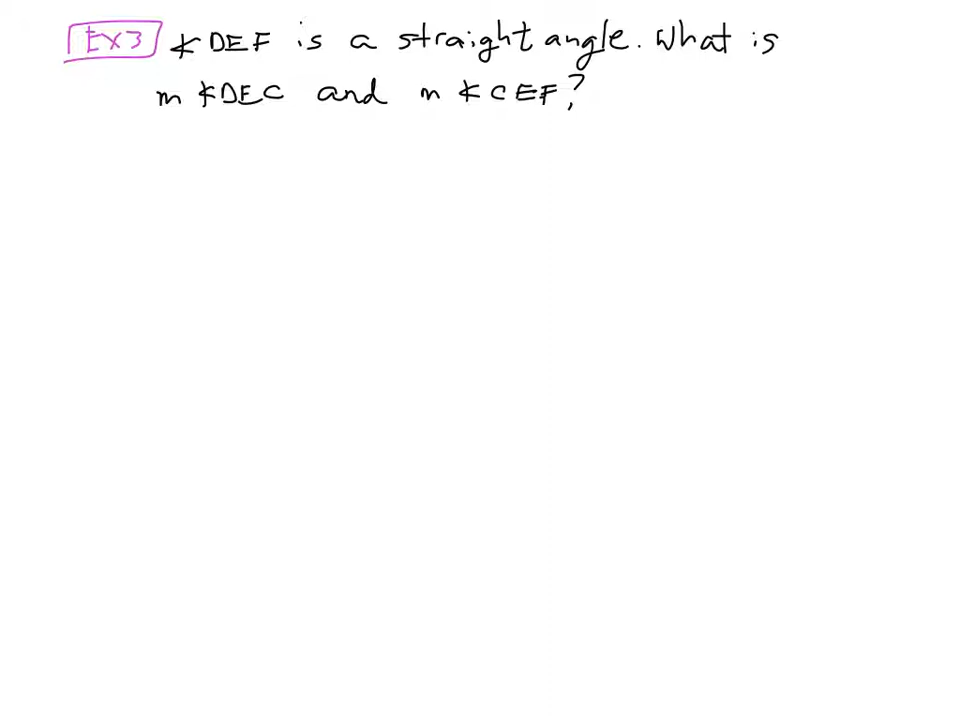 Ex3 ∡DEF is a straight angle. What is
m ∡DEC and m ∡CEF?